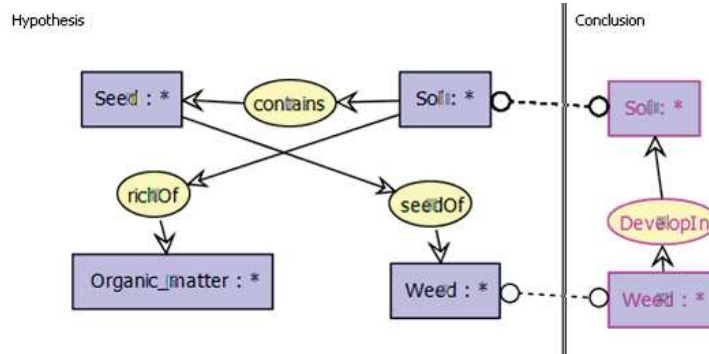 Hypothesis
Conclusion
Seed : *
contains
Soil : *
Soil : *
richOf
seedOf
DevelopIn
Organic_matter : *
Weed : *
Weed : *